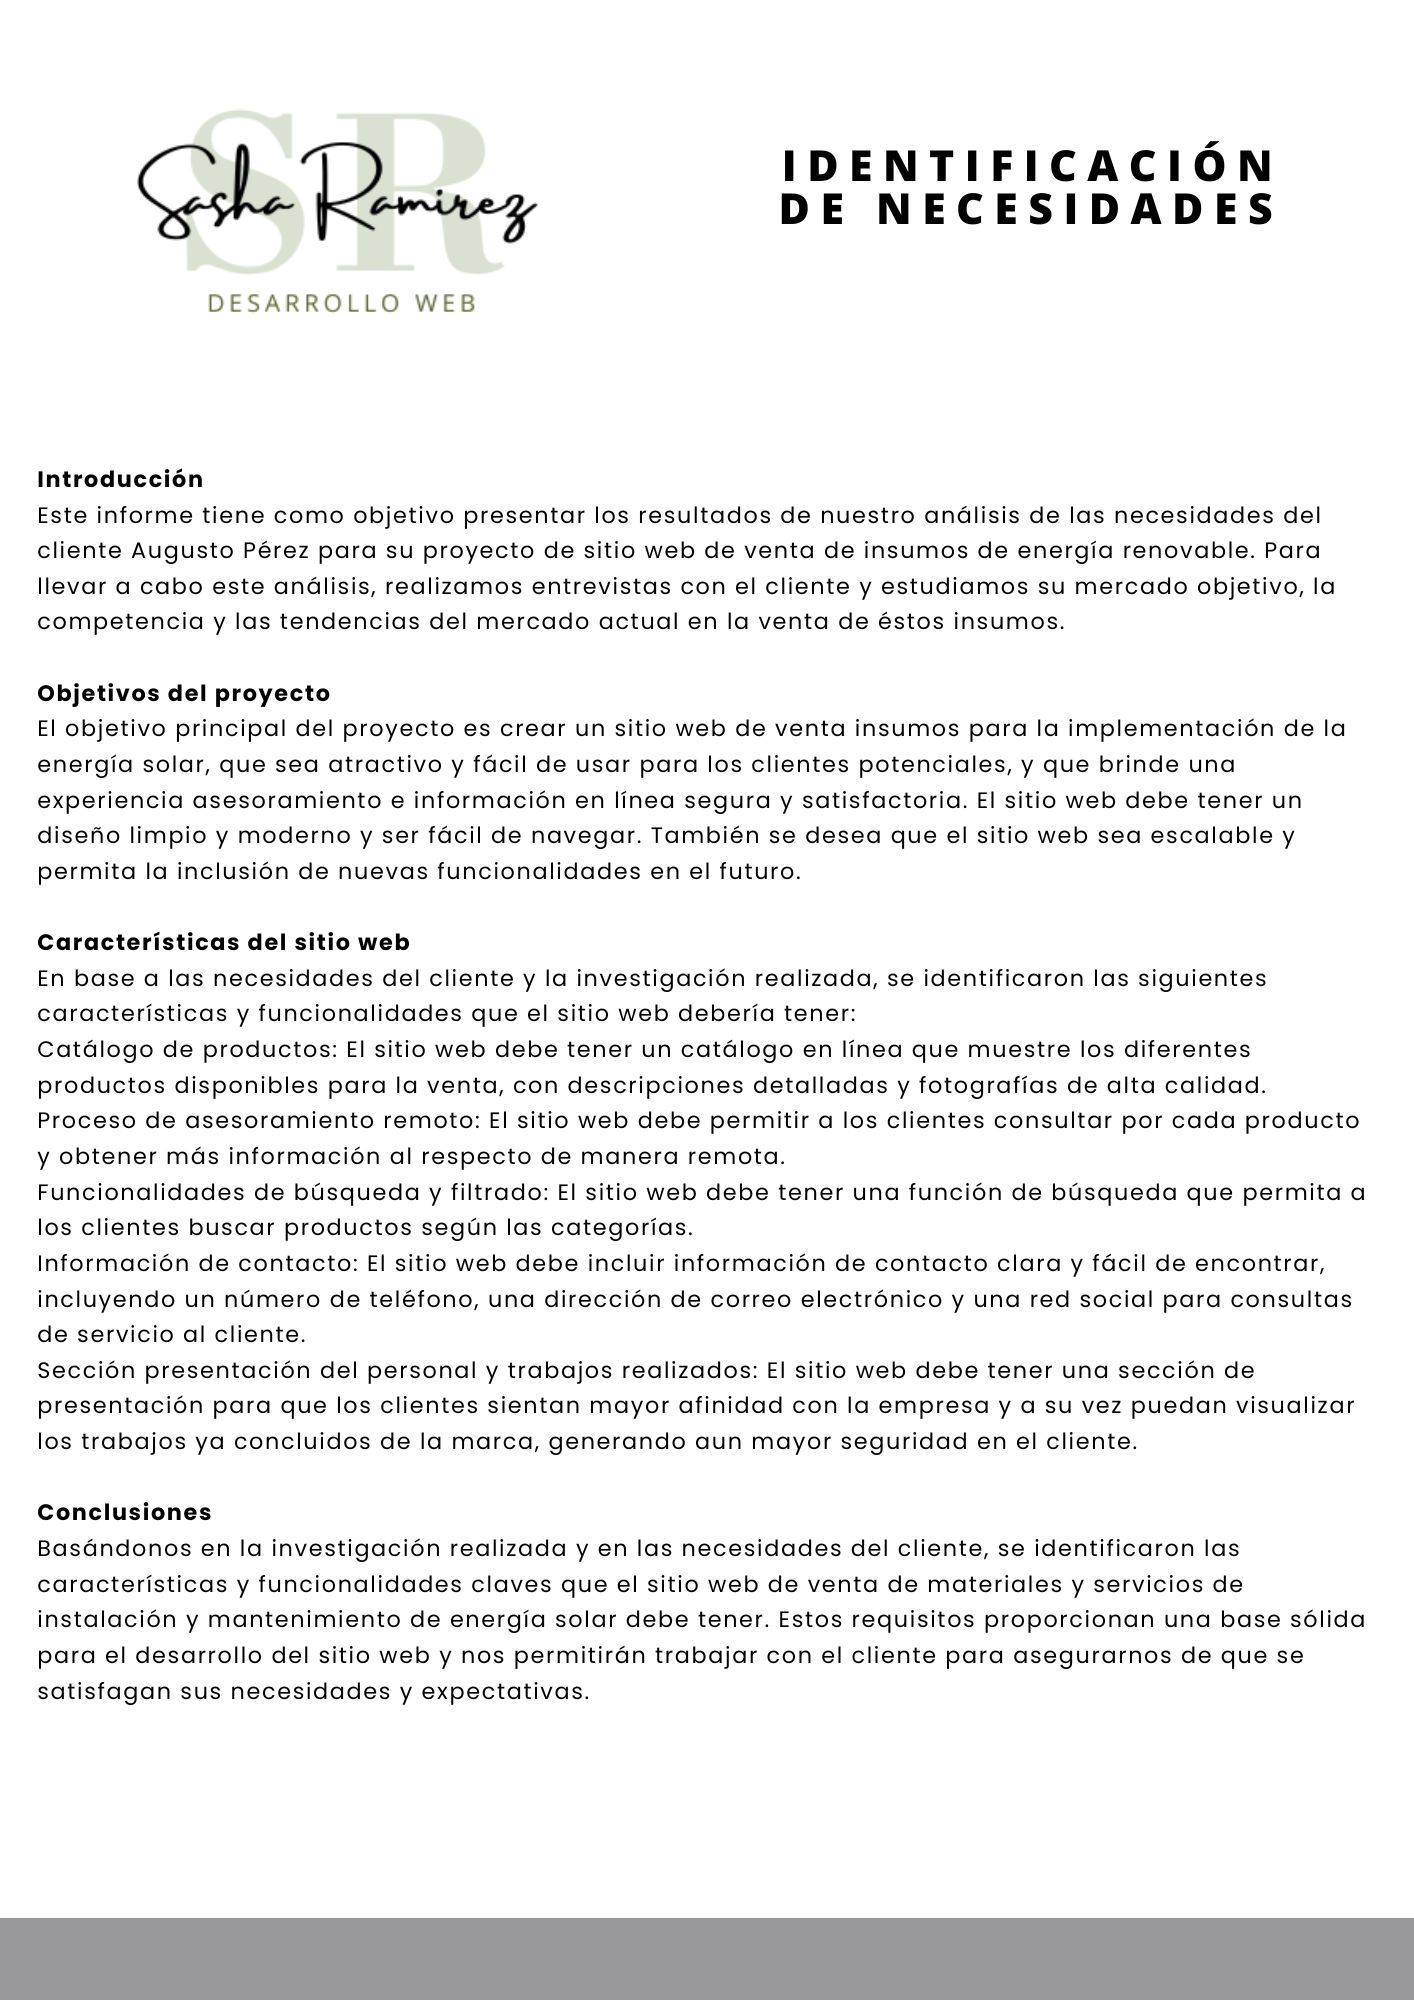 SR
Sasha Ramirez
DESARROLLO WEB
IDENTIFICACIÓN
DE NECESIDADES
Introducción
Este informe tiene como objetivo presentar los resultados de nuestro análisis de las necesidades del
cliente Augusto Pérez para su proyecto de sitio web de venta de insumos de energía renovable. Para
llevar a cabo este análisis, realizamos entrevistas con el cliente y estudiamos su mercado objetivo, la
competencia y las tendencias del mercado actual en la venta de éstos insumos.
Objetivos del proyecto
El objetivo principal del proyecto es crear un sitio web de venta insumos para la implementación de la
energía solar, que sea atractivo y fácil de usar para los clientes potenciales, y que brinde una
experiencia asesoramiento e información en línea segura y satisfactoria. El sitio web debe tener un
diseño limpio y moderno y ser fácil de navegar. También se desea que el sitio web sea escalable y
permita la inclusión de nuevas funcionalidades en el futuro.
Características del sitio web
En base a las necesidades del cliente y la investigación realizada, se identificaron las siguientes
características y funcionalidades que el sitio web debería tener:
Catálogo de productos: El sitio web debe tener un catálogo en línea que muestre los diferentes
productos disponibles para la venta, con descripciones detalladas y fotografías de alta calidad.
Proceso de asesoramiento remoto: El sitio web debe permitir a los clientes consultar por cada producto
y obtener más información al respecto de manera remota.
Funcionalidades de búsqueda y filtrado: El sitio web debe tener una función de búsqueda que permita a
los clientes buscar productos según las categorías.
Información de contacto: El sitio web debe incluir información de contacto clara y fácil de encontrar,
incluyendo un número de teléfono, una dirección de correo electrónico y una red social para consultas
de servicio al cliente.
Sección presentación del personal y trabajos realizados: El sitio web debe tener una sección de
presentación para que los clientes sientan mayor afinidad con la empresa y a su vez puedan visualizar
los trabajos ya concluidos de la marca, generando aun mayor seguridad en el cliente.
Conclusiones
Basándonos en la investigación realizada y en las necesidades del cliente, se identificaron las
características y funcionalidades claves que el sitio web de venta de materiales y servicios de
instalación y mantenimiento de energía solar debe tener. Estos requisitos proporcionan una base sólida
para el desarrollo del sitio web y nos permitirán trabajar con el cliente para asegurarnos de que se
satisfagan sus necesidades y expectativas.